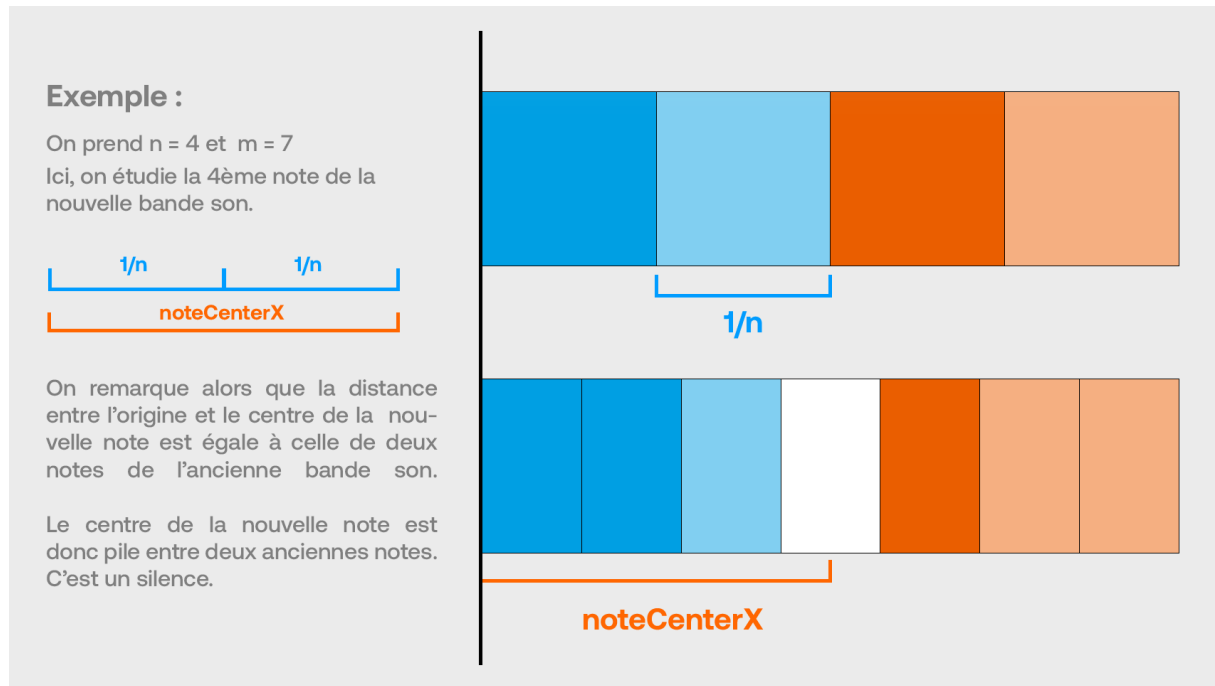 Exemple :
On prend n = 4 et  m = 7
Ici, on étudie la 4ème note de la
nouvelle bande son.
1/n 1/n
noteCenterX
On remarque alors que la distance
entre l’origine et le centre de la nou-
velle note est égale à celle de deux
notes de l’ancienne bande son.
Le centre de la nouvelle note est
donc pile entre deux anciennes notes.
C’est un silence.
1/n
noteCenterX